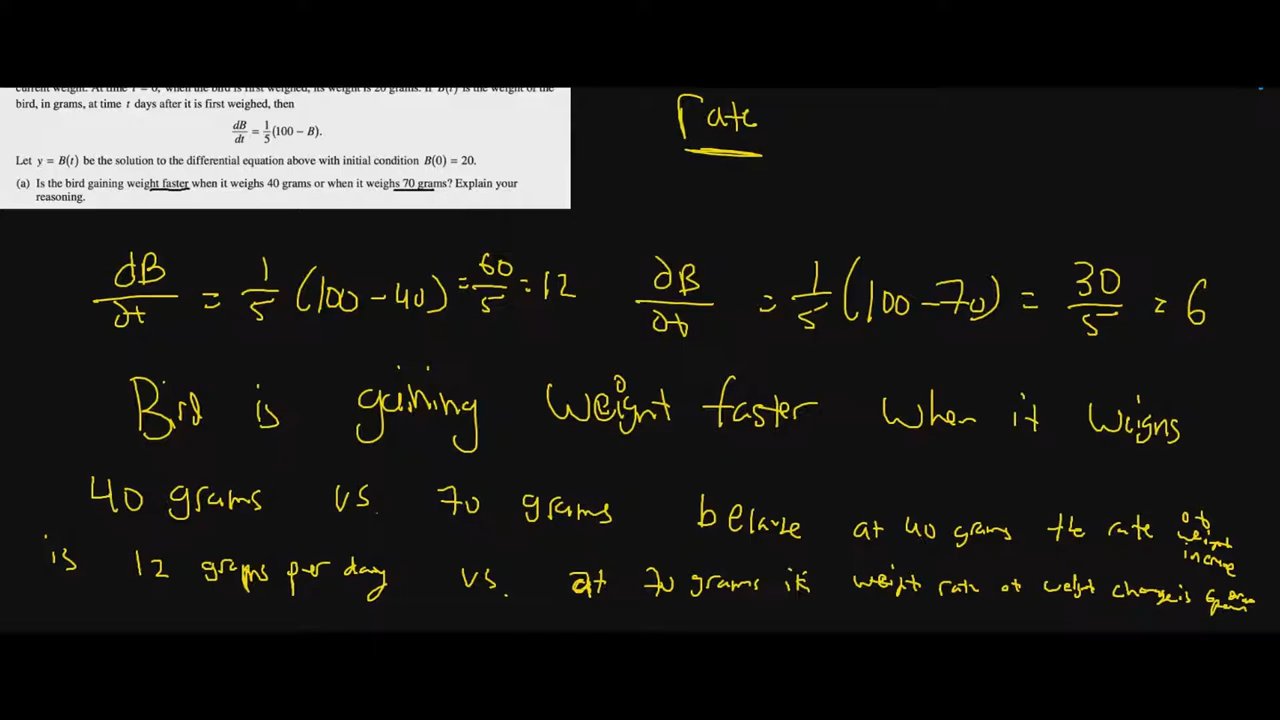 current weight. At time t = 0, when the bird is first weighed, its weight is 20 grams. If B(t) is the weight of the
bird, in grams, at time t days after it is first weighed, then
dB/dt = 1/5(100 − B).
Let y = B(t) be the solution to the differential equation above with initial condition B(0) = 20.
(a) Is the bird gaining weight faster when it weighs 40 grams or when it weighs 70 grams? Explain your
reasoning.
rate
dB/dt = 1/5 (100 - 40) = 60/5 = 12
dB/dt = 1/5 (100 - 70) = 30/5 = 6
Bird is gaining weight faster when it weighs
40 grams vs. 70 grams because at 40 grams the rate of weight increase
is 12 grams per day vs. at 70 grams weight rate of weight change is 6